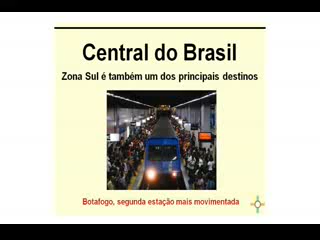 Central do Brasil
Zona Sul é também um dos principais destinos
Botafogo, segunda estação mais movimentada